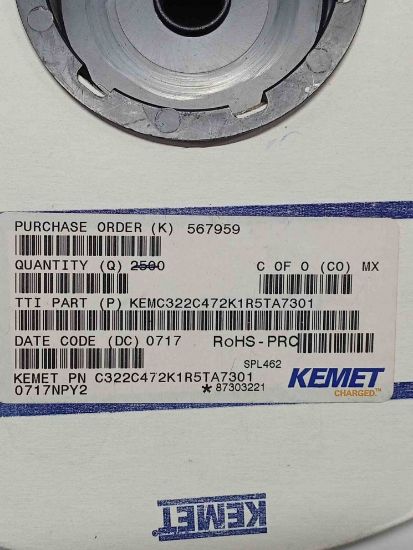 PURCHASE ORDER (K) 567959
QUANTITY (Q) 2500 C OF O (CO) MX
TTI PART (P) KEMC322C472K1R5TA7301
DATE CODE (DC) 0717 RoHS-PRC
SPL462
KEMET PN C322C472K1R5TA7301
0717NPY2 *87303221
KEMET
CHARGED.™
KEMET